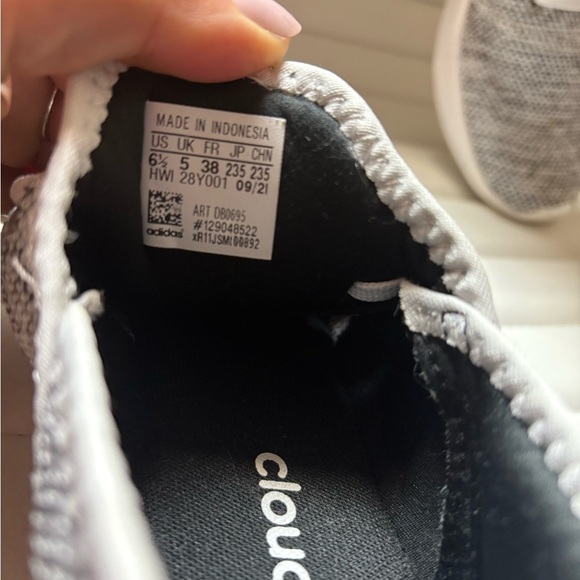 MADE IN INDONESIA
US UK FR JP CHN
6½ 5 38 235 235
HWI 28Y001 09/21
ART DB0695
#129048522
adidas xR11JSML00892
clou